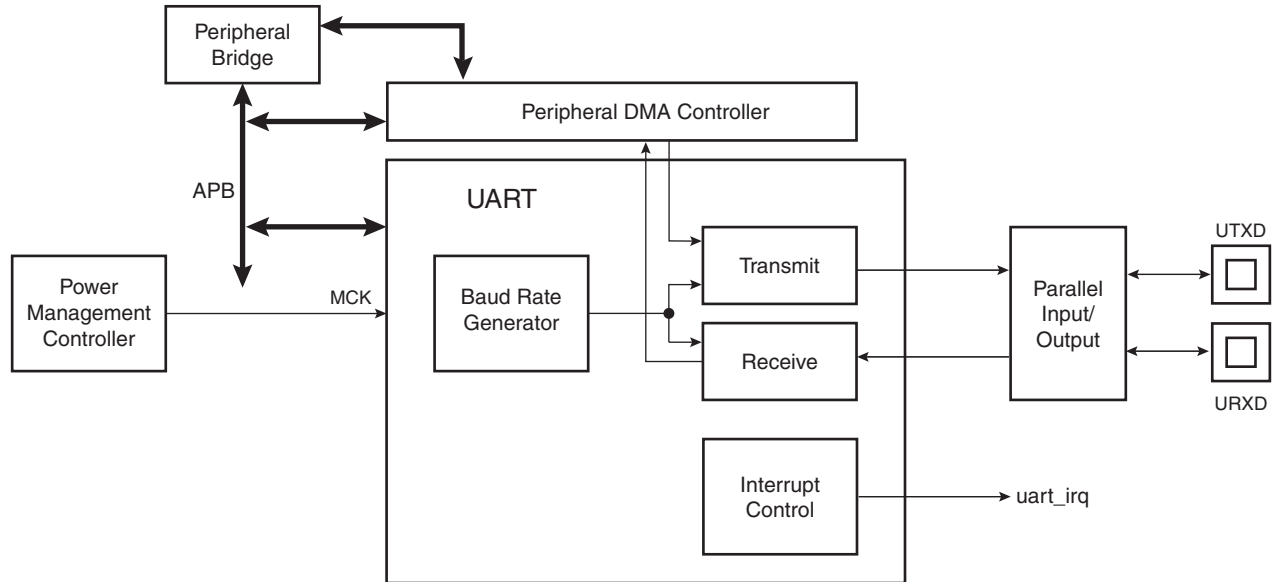 Peripheral
Bridge
Peripheral DMA Controller
APB
UART
Power
Management
Controller
MCK
Baud Rate
Generator
Transmit
Receive
Parallel
Input/
Output
UTXD
URXD
Interrupt
Control
uart_irq